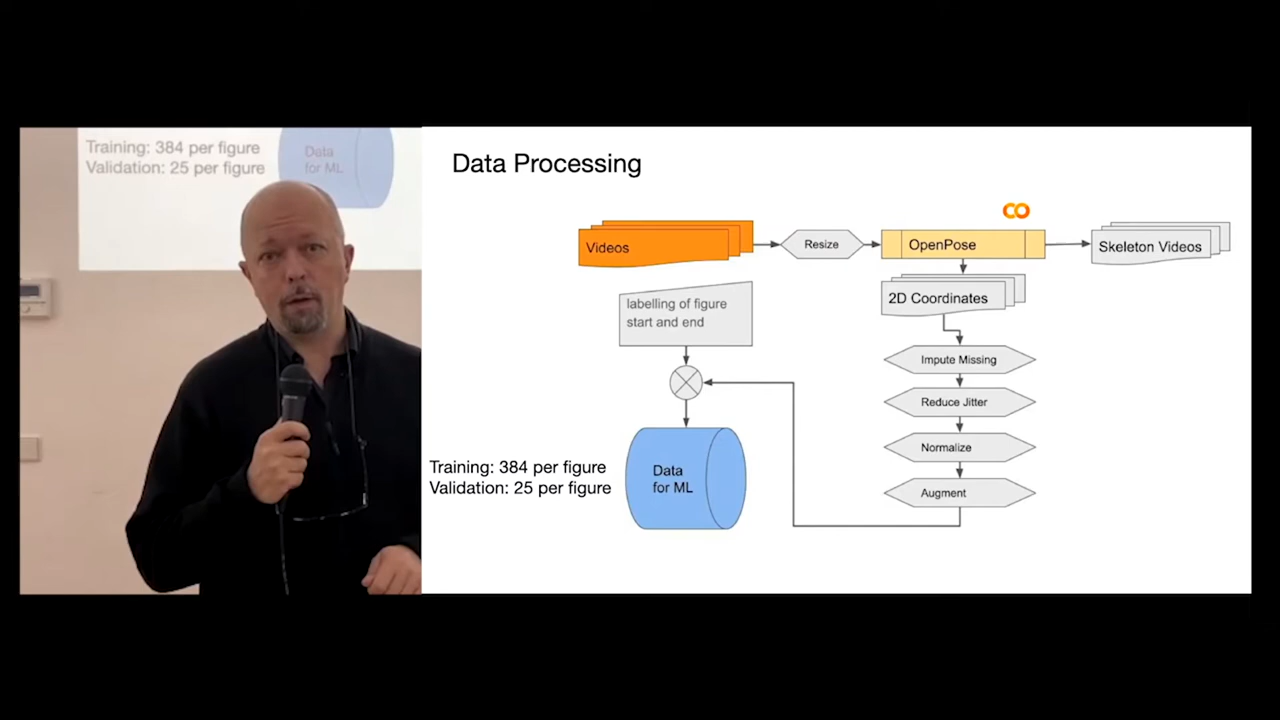 Training: 384 per figure
Validation: 25 per figure
Data
for ML
Data Processing
Videos
Resize
OpenPose
Skeleton Videos
labelling of figure
start and end
2D Coordinates
Impute Missing
Reduce Jitter
Normalize
Augment
Training: 384 per figure
Validation: 25 per figure
Data
for ML